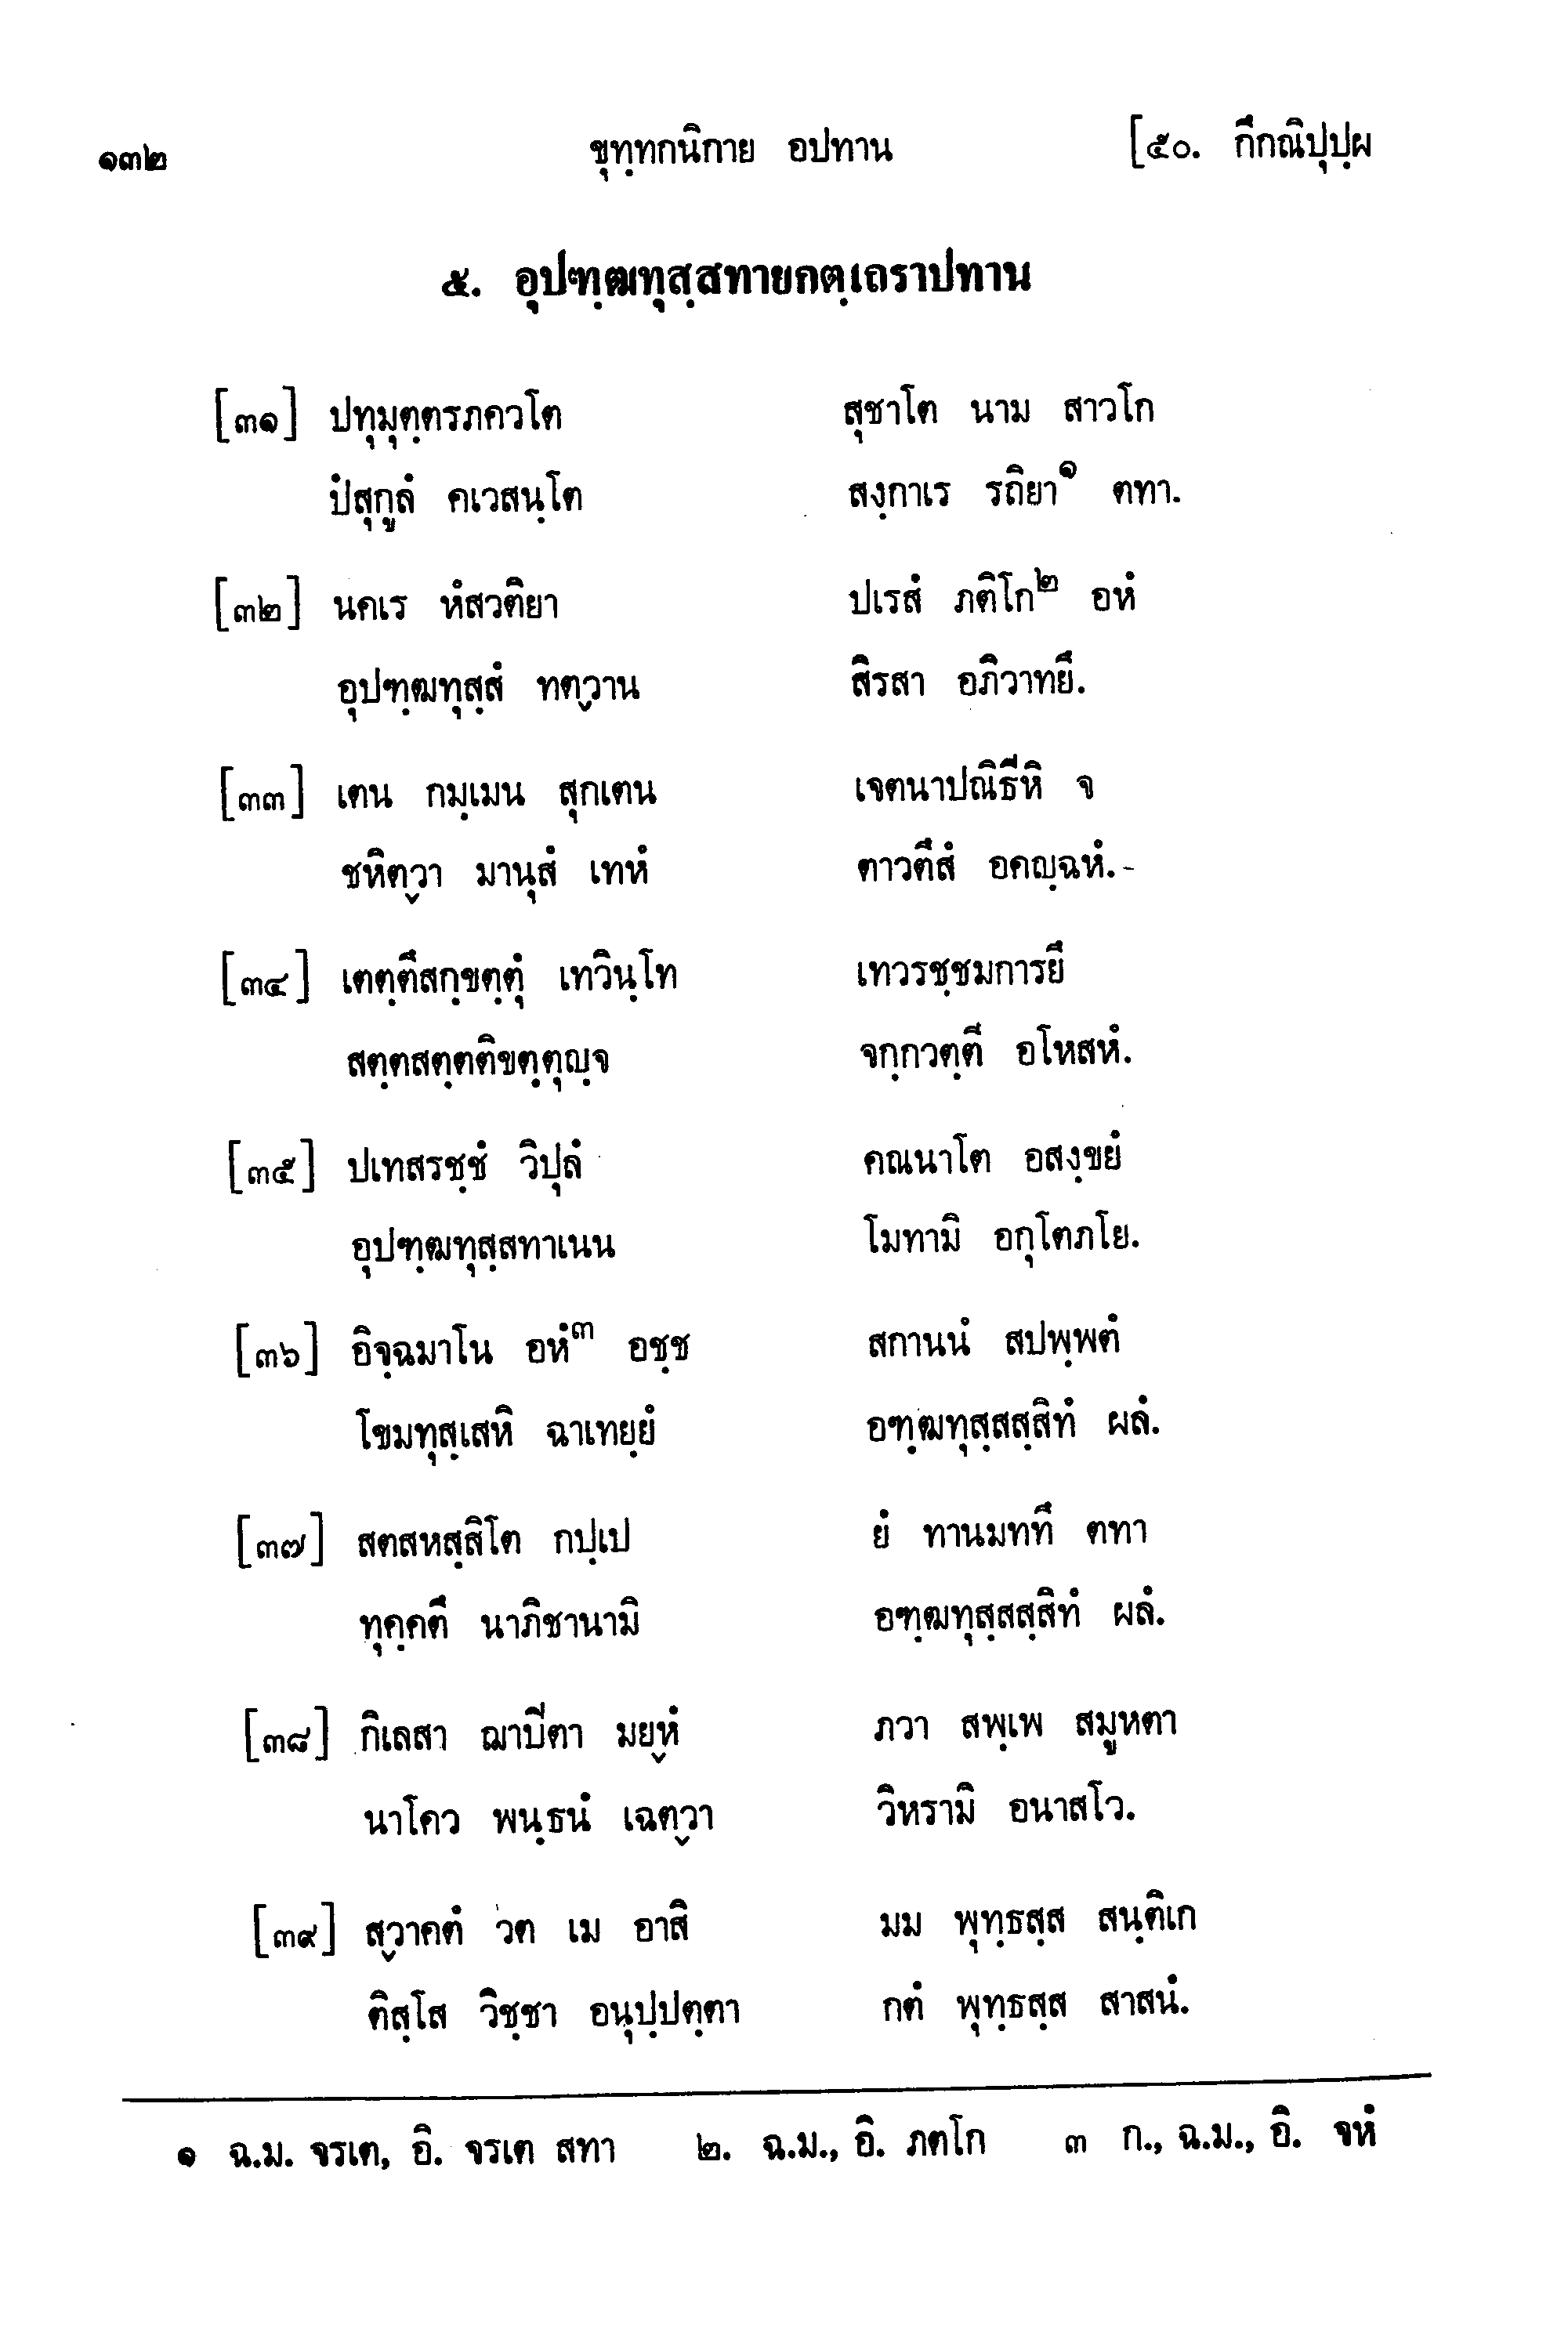 ๑๓๒ ขุทฺทกนิกาย อปทาน [๕๐. กึกณิปุปฺผ
๕. อุปฑฺฒทุสฺสทายกตฺเถราปทาน
[๓๑] ปทุมุตฺตรภควโต สุชาโต นาม สาวโก
ปํสุกูลํ คเวสนฺโต สงฺกาเร รถิยา๑ ตทา.
[๓๒] นคเร หํสวติยา ปเรสํ ภติโก๒ อหํ
อุปฑฺฒทุสฺสํ ทตฺวาน สิรสา อภิวาทยึ.
[๓๓] เตน กมฺเมน สุกเตน เจตนาปณิธีหิ จ
ชหิตฺวา มานุสํ เทหํ ตาวตึสํ อคญฺฉหํ.
[๓๔] เตตฺตึสกฺขตฺตุํ เทวินฺโท เทวรชฺชมการยึ
สตฺตสตฺตติขตฺตุญฺจ จกฺกวตฺตี อโหสหํ.
[๓๕] ปเทสรชฺชํ วิปุลํ คณนาโต อสงฺขยํ
อุปฑฺฒทุสฺสทาเนน โมทามิ อกุโตภโย.
[๓๖] อิจฺฉมาโน อหํ๓ อชฺช สกานนํ สปพฺพตํ
โขมทุสฺเสหิ ฉาเทยฺยํ อฑฺฒทุสฺสสฺสิทํ ผลํ.
[๓๗] สตสหสฺสิโต กปฺเป ยํ ทานมททึ ตทา
ทุคฺคตึ นาภิชานามิ อฑฺฒทุสฺสสฺสิทํ ผลํ.
[๓๘] กิเลสา ฌาปีตา มยฺหํ ภวา สพฺเพ สมูหตา
นาโคว พนฺธนํ เฉตฺวา วิหรามิ อนาสโว.
[๓๙] สฺวาคตํ วต เม อาสิ มม พุทฺธสฺส สนฺติเก
ติสฺโส วิชฺชา อนุปฺปตฺตา กตํ พุทฺธสฺส สาสนํ.
๑ ฉ.ม. จรเต, อิ. จรเต สทา ๒. ฉ.ม., อิ. ภตโก ๓ ก., ฉ.ม., อิ. จหํ